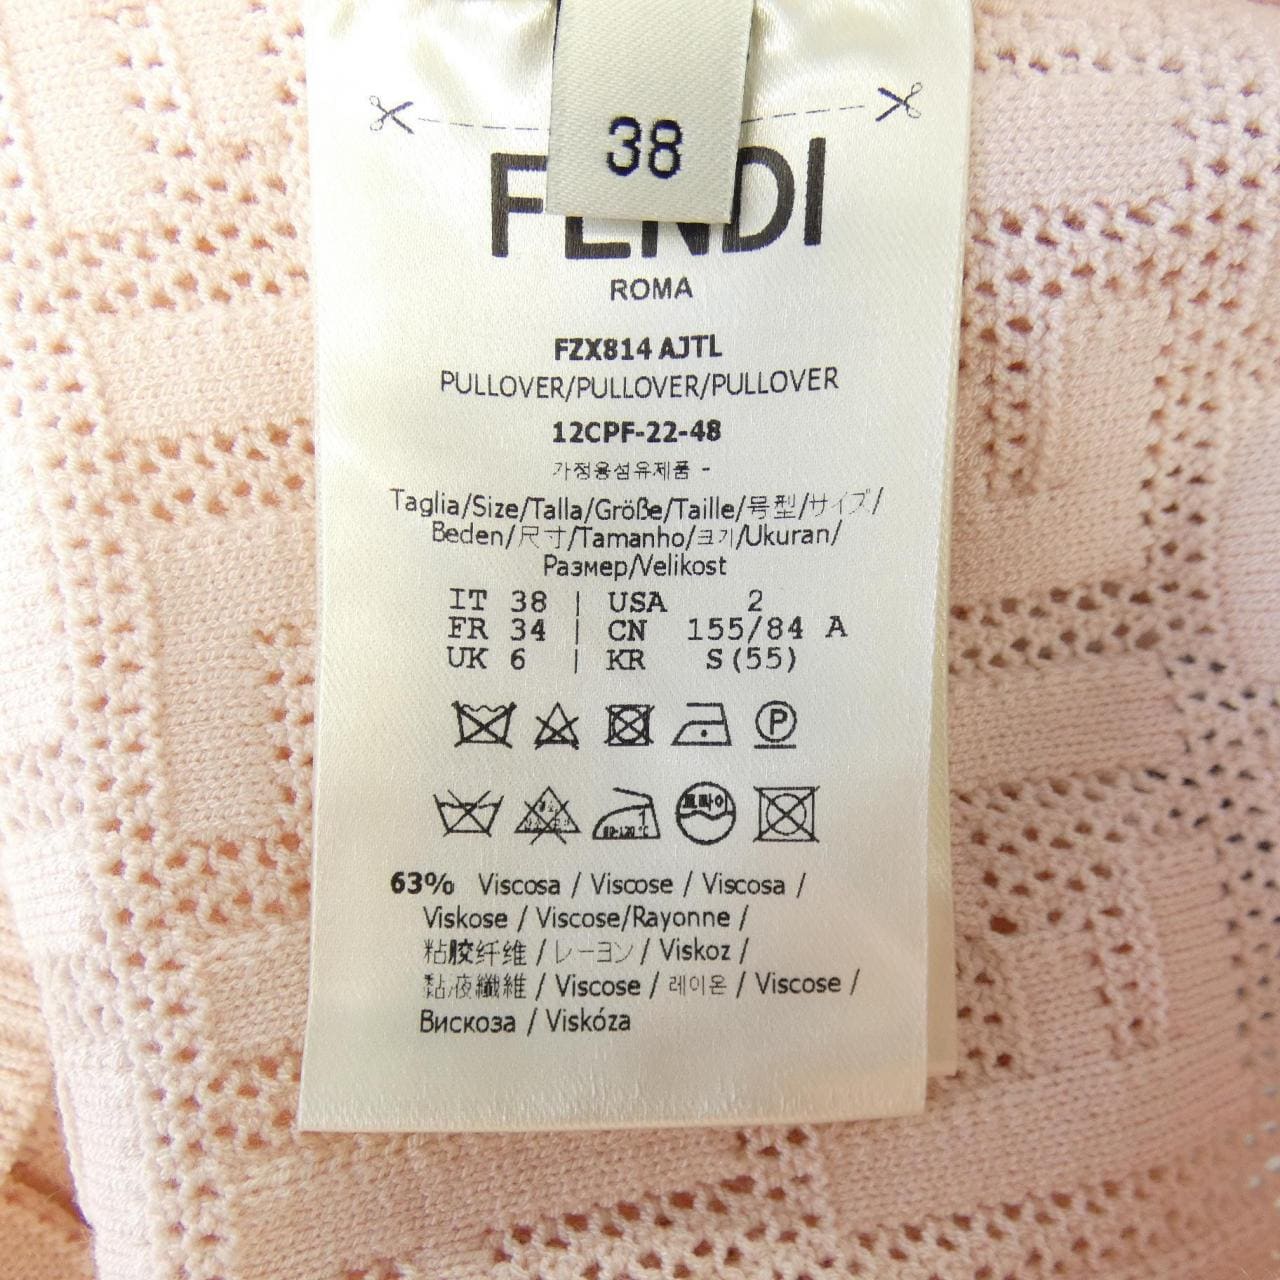 38
FENDI
ROMA
FZX814 AJTL
PULLOVER/PULLOVER/PULLOVER
12CPF-22-48
가정용섬유제품 -
Taglia/Size/Talla/Größe/Taille/号型/サイズ/
Beden/尺寸/Tamanho/크기/Ukuran/
Размер/Velikost
IT 38 | USA 2
FR 34 | CN 155/84 A
UK 6 | KR S(55)
P
1 80-120°C 드라이
63% Viscosa / Viscose / Viscosa /
Viskose / Viscose/Rayonne /
粘胶纤维 / レーヨン / Viskoz /
黏液纖維 / Viscose / 레이온 / Viscose /
Вискоза / Viskóza